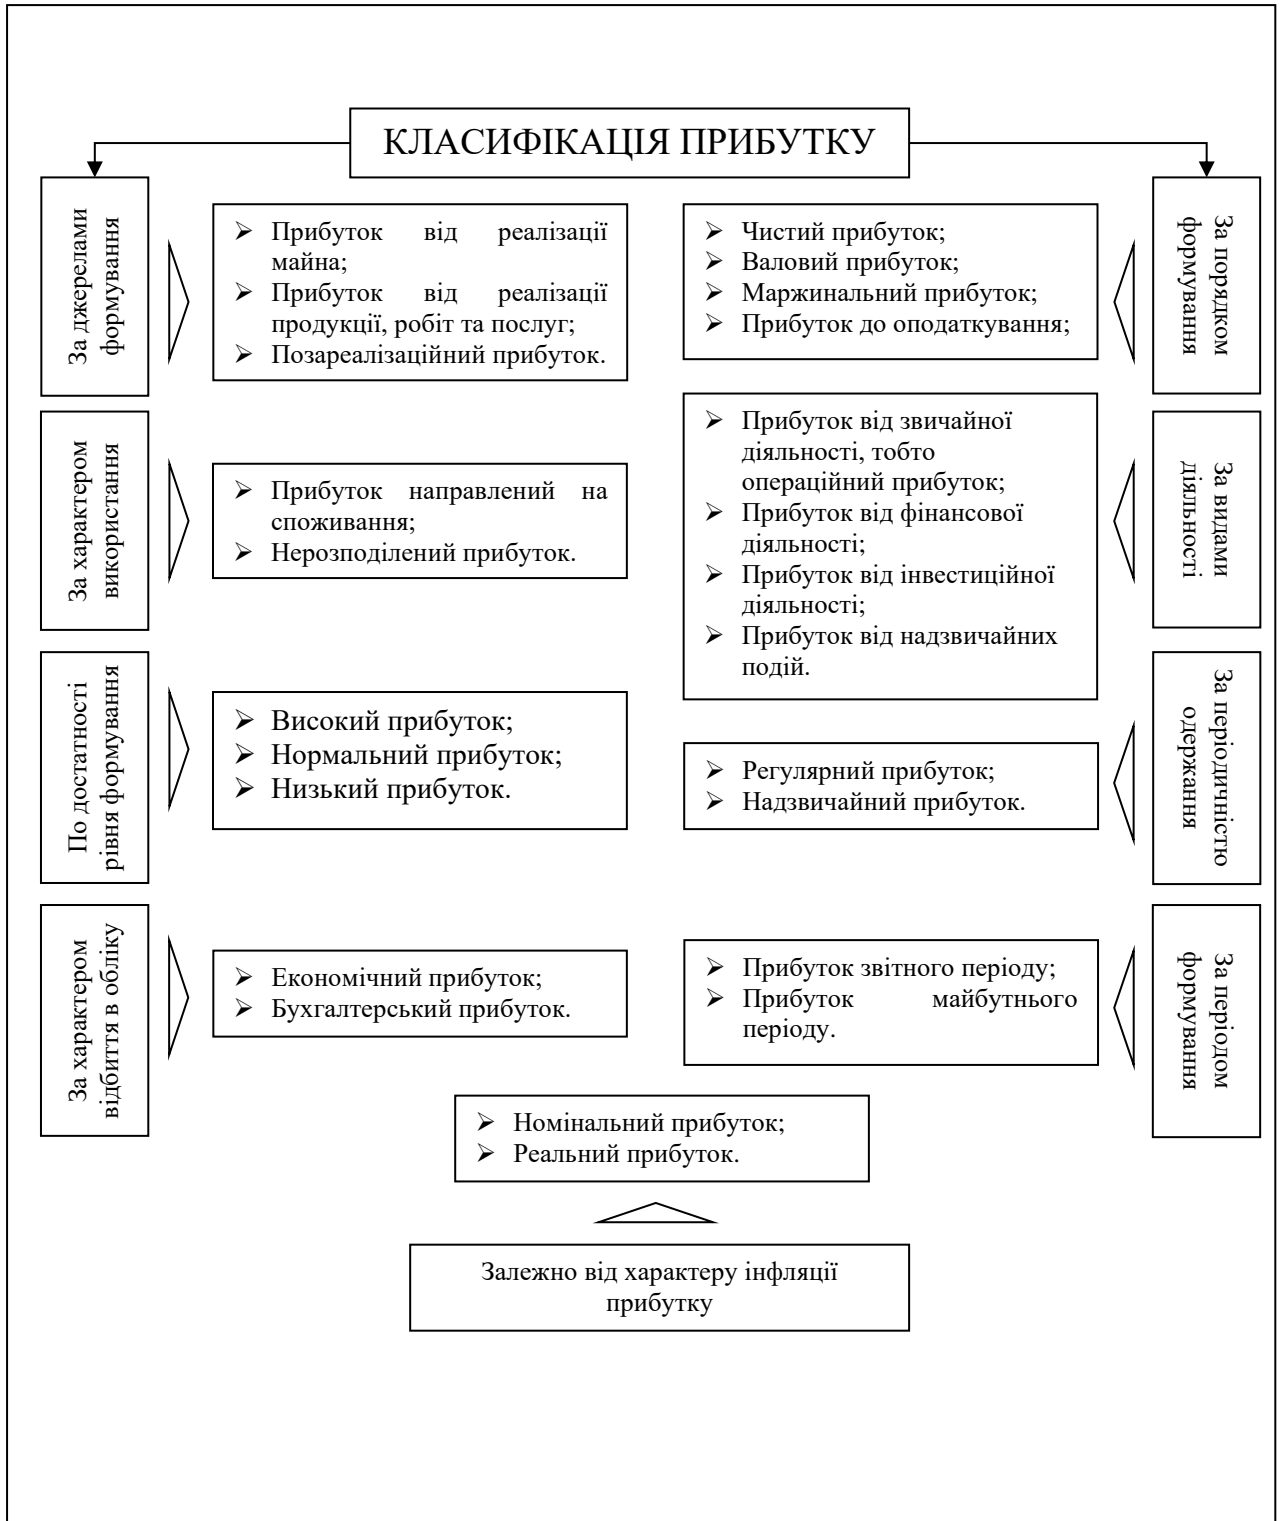 КЛАСИФІКАЦІЯ ПРИБУТКУ
За джерелами
формування
Прибуток від реалізації
майна;
Прибуток від реалізації
продукції, робіт та послуг;
Позареалізаційний прибуток.
Чистий прибуток;
Валовий прибуток;
Маржинальний прибуток;
Прибуток до оподаткування;
За порядком
формування
За характером
використання
Прибуток направлений на
споживання;
Нерозподілений прибуток.
Прибуток від звичайної
діяльності, тобто
операційний прибуток;
Прибуток від фінансової
діяльності;
Прибуток від інвестиційної
діяльності;
Прибуток від надзвичайних
подій.
За видами
діяльності
По достатності
рівня формування
Високий прибуток;
Нормальний прибуток;
Низький прибуток.
Регулярний прибуток;
Надзвичайний прибуток.
За періодичністю
одержання
За характером
відбиття в обліку
Економічний прибуток;
Бухгалтерський прибуток.
Прибуток звітного періоду;
Прибуток майбутнього
періоду.
За періодом
формування
Номінальний прибуток;
Реальний прибуток.
Залежно від характеру інфляції
прибутку